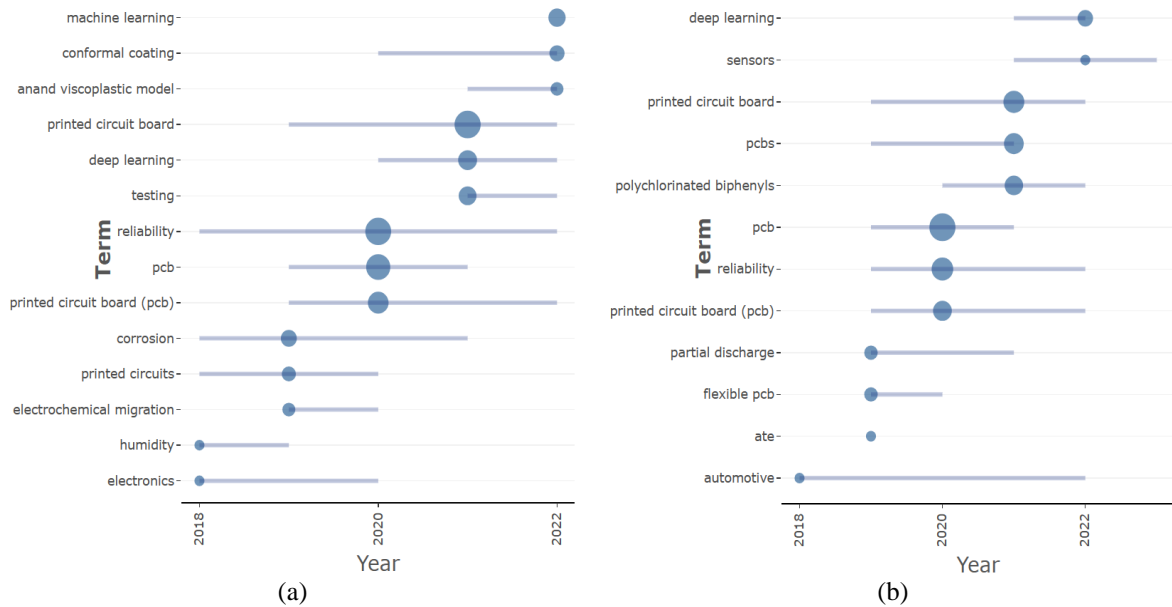 machine learning
conformal coating
anand viscoplastic model
printed circuit board
deep learning
testing
reliability
pcb
printed circuit board (pcb)
corrosion
printed circuits
electrochemical migration
humidity
electronics
Term
2018
2020
2022
Year
(a)
deep learning
sensors
printed circuit board
pcbs
polychlorinated biphenyls
pcb
reliability
printed circuit board (pcb)
partial discharge
flexible pcb
ate
automotive
Term
2018
2020
2022
Year
(b)